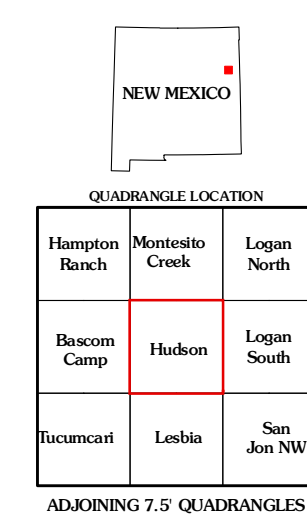 NEW MEXICO
QUADRANGLE LOCATION
Hampton
Ranch
Montesito
Creek
Logan
North
Bascom
Camp
Hudson
Logan
South
Tucumcari
Lesbia
San
Jon NW
ADJOINING 7.5' QUADRANGLES